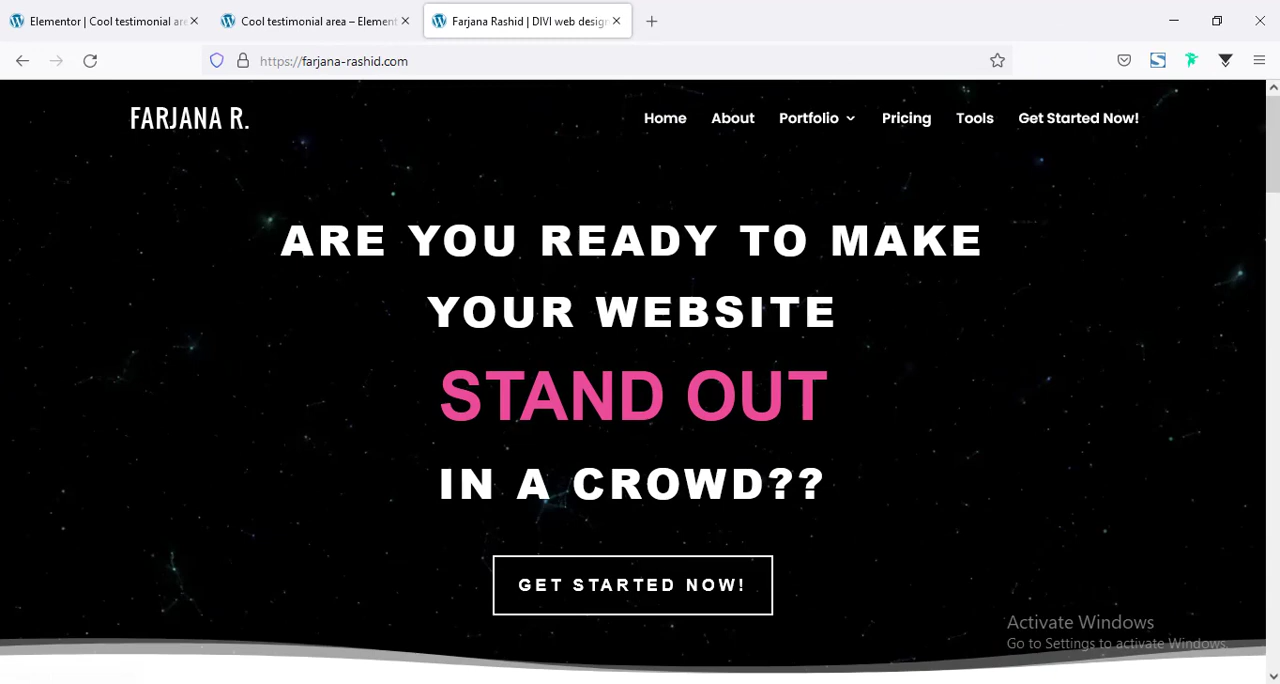 Elementor | Cool testimonial are
Cool testimonial area – Element
Farjana Rashid | DIVI web design
https://farjana-rashid.com
FARJANA R.
Home
About
Portfolio
Pricing
Tools
Get Started Now!
ARE YOU READY TO MAKE
YOUR WEBSITE
STAND OUT
IN A CROWD??
GET STARTED NOW!
Activate Windows
Go to Settings to activate Windows.